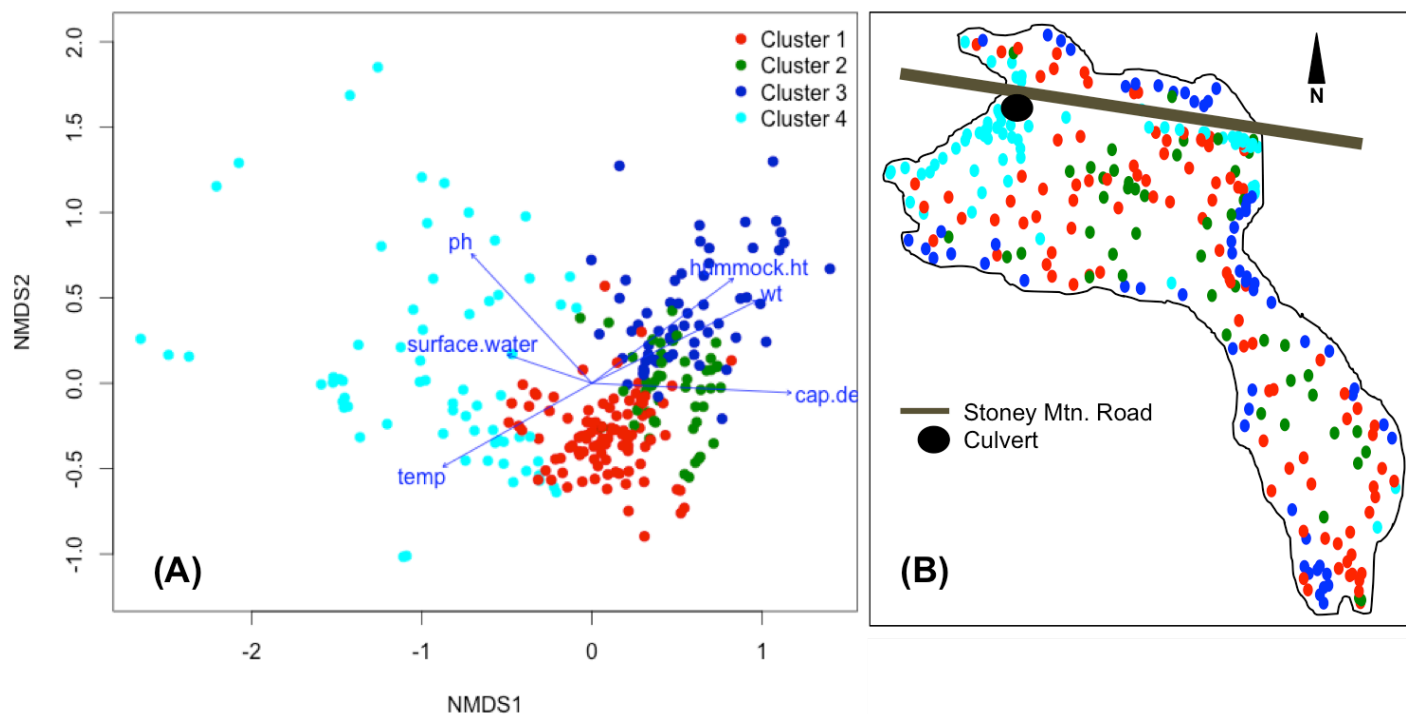 2.0
1.5
1.0
0.5
0.0
-0.5
-1.0
NMDS2
Cluster 1
Cluster 2
Cluster 3
Cluster 4
ph
hummock.ht
wt
surface.water
cap.de
temp
(A)
-2
-1
0
1
NMDS1
N
Stoney Mtn. Road
Culvert
(B)